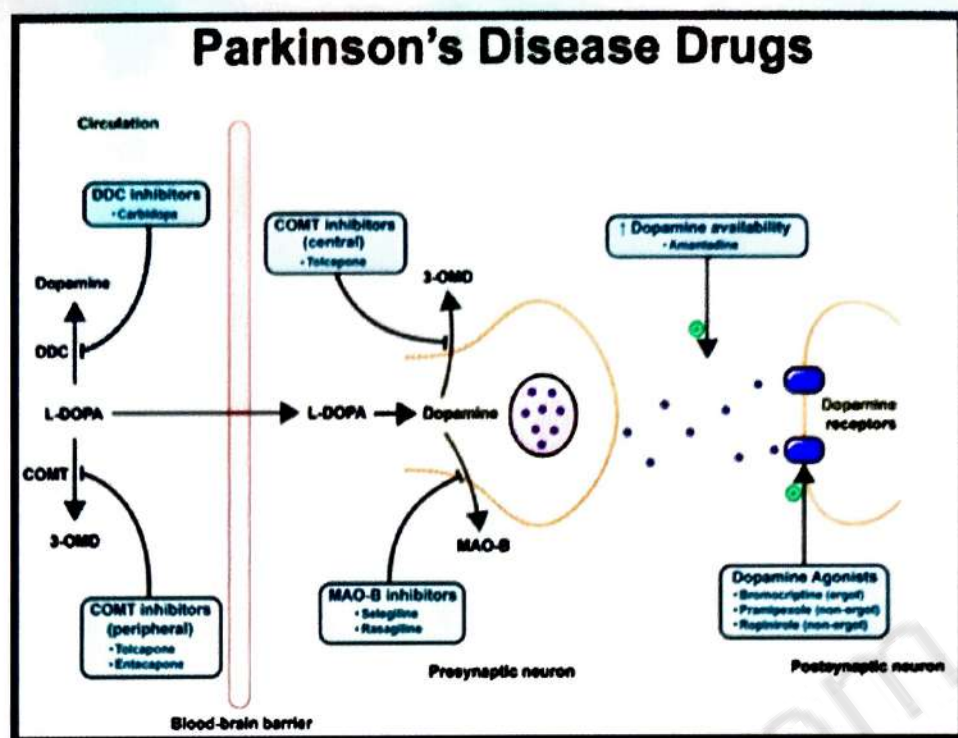 Parkinson's Disease Drugs
Circulation
DDC inhibitors
• Carbidopa
COMT inhibitors
(central)
• Tolcapone
↑ Dopamine availability
• Amantadine
3-OMD
Dopamine
DDC
L-DOPA
L-DOPA
Dopamine
Dopamine
receptors
COMT
3-OMD
MAO-B
COMT inhibitors
(peripheral)
• Tolcapone
• Entacapone
MAO-B inhibitors
• Selegiline
• Rasagiline
Dopamine Agonists
• Bromocriptine (ergot)
• Pramipexole (non-ergot)
• Ropinirole (non-ergot)
Presynaptic neuron
Postsynaptic neuron
Blood-brain barrier